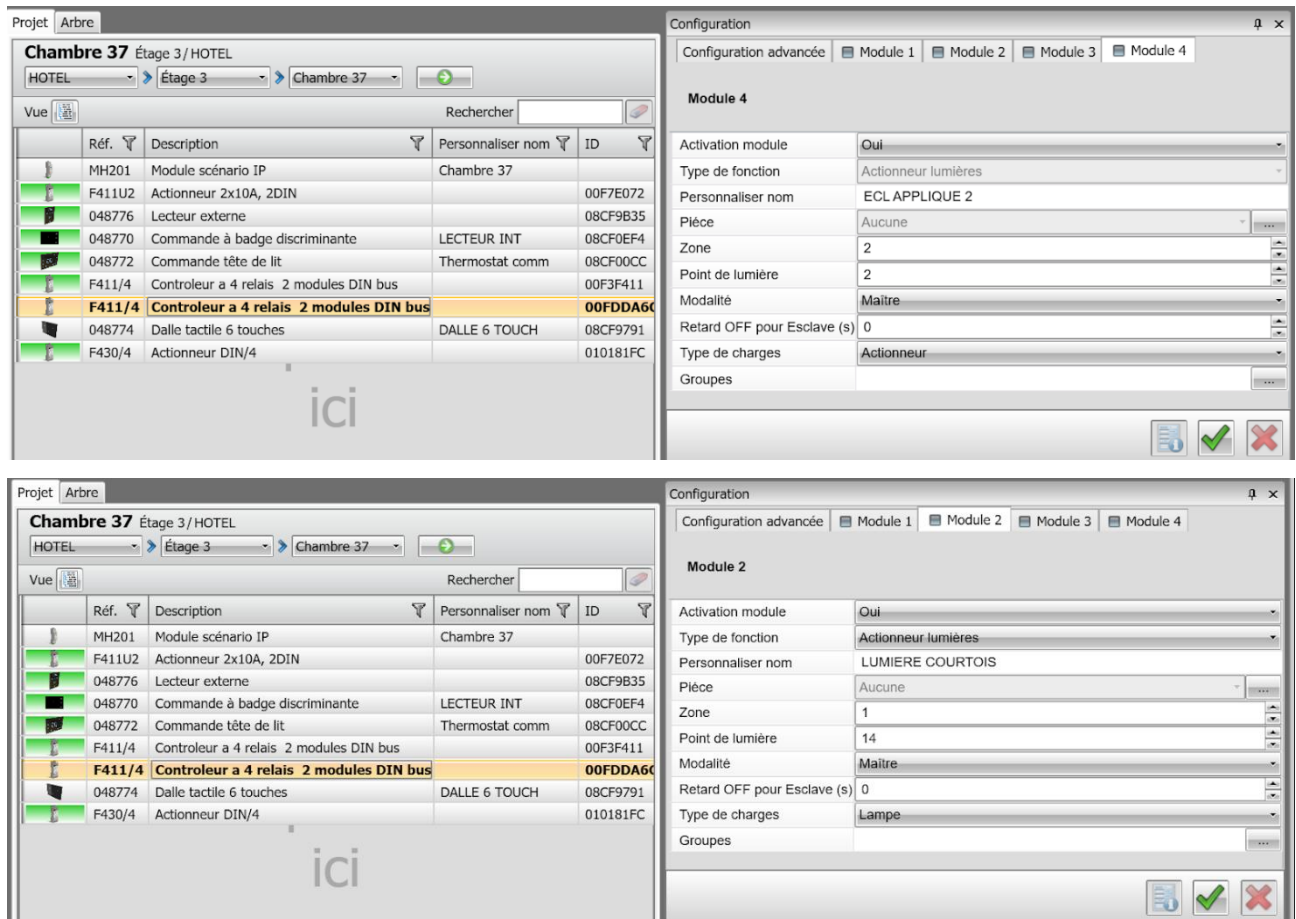 Projet Arbre
Chambre 37 Étage 3/HOTEL
HOTEL Étage 3 Chambre 37
Vue Rechercher
Réf. Description Personnaliser nom ID
MH201 Module scénario IP Chambre 37
F411U2 Actionneur 2x10A, 2DIN 00F7E072
048776 Lecteur externe 08CF9B35
048770 Commande à badge discriminante LECTEUR INT 08CF0EF4
048772 Commande tête de lit Thermostat comm 08CF00CC
F411/4 Controleur a 4 relais 2 modules DIN bus 00F3F411
F411/4 Controleur a 4 relais 2 modules DIN bus 00FDDA60
048774 Dalle tactile 6 touches DALLE 6 TOUCH 08CF9791
F430/4 Actionneur DIN/4 010181FC
ici
Configuration
Configuration advancée Module 1 Module 2 Module 3 Module 4
Module 4
Activation module Oui
Type de fonction Actionneur lumières
Personnaliser nom ECL APPLIQUE 2
Pièce Aucune ...
Zone 2
Point de lumière 2
Modalité Maître
Retard OFF pour Esclave (s) 0
Type de charges Actionneur
Groupes ...
Projet Arbre
Chambre 37 Étage 3/HOTEL
HOTEL Étage 3 Chambre 37
Vue Rechercher
Réf. Description Personnaliser nom ID
MH201 Module scénario IP Chambre 37
F411U2 Actionneur 2x10A, 2DIN 00F7E072
048776 Lecteur externe 08CF9B35
048770 Commande à badge discriminante LECTEUR INT 08CF0EF4
048772 Commande tête de lit Thermostat comm 08CF00CC
F411/4 Controleur a 4 relais 2 modules DIN bus 00F3F411
F411/4 Controleur a 4 relais 2 modules DIN bus 00FDDA60
048774 Dalle tactile 6 touches DALLE 6 TOUCH 08CF9791
F430/4 Actionneur DIN/4 010181FC
ici
Configuration
Configuration advancée Module 1 Module 2 Module 3 Module 4
Module 2
Activation module Oui
Type de fonction Actionneur lumières
Personnaliser nom LUMIERE COURTOIS
Pièce Aucune ...
Zone 1
Point de lumière 14
Modalité Maître
Retard OFF pour Esclave (s) 0
Type de charges Lampe
Groupes ...